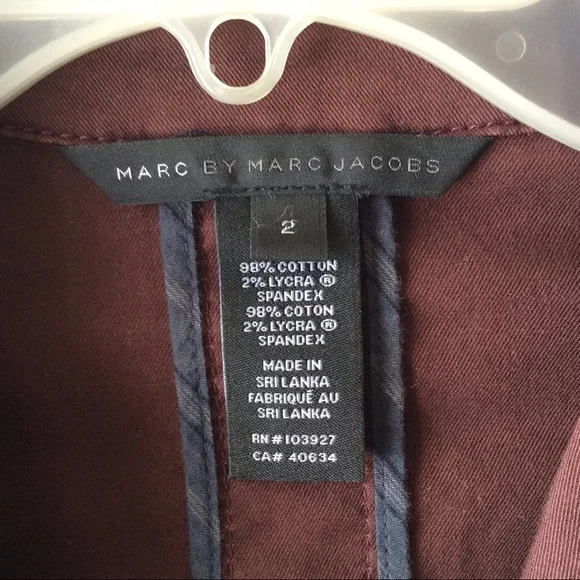 MARC BY MARC JACOBS
2
98% COTTON
2% LYCRA ®
SPANDEX
98% COTON
2% LYCRA ®
SPANDEX
MADE IN
SRI LANKA
FABRIQUÉ AU
SRI LANKA
RN # 103927
CA# 40634